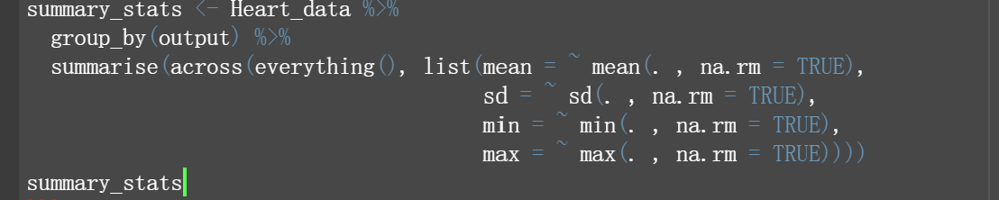 summary_stats <- Heart_data %>%
  group_by(output) %>%
  summarise(across(everything(), list(mean = ~ mean(. , na.rm = TRUE),
                                      sd = ~ sd(. , na.rm = TRUE),
                                      min = ~ min(. , na.rm = TRUE),
                                      max = ~ max(. , na.rm = TRUE))))
summary_stats